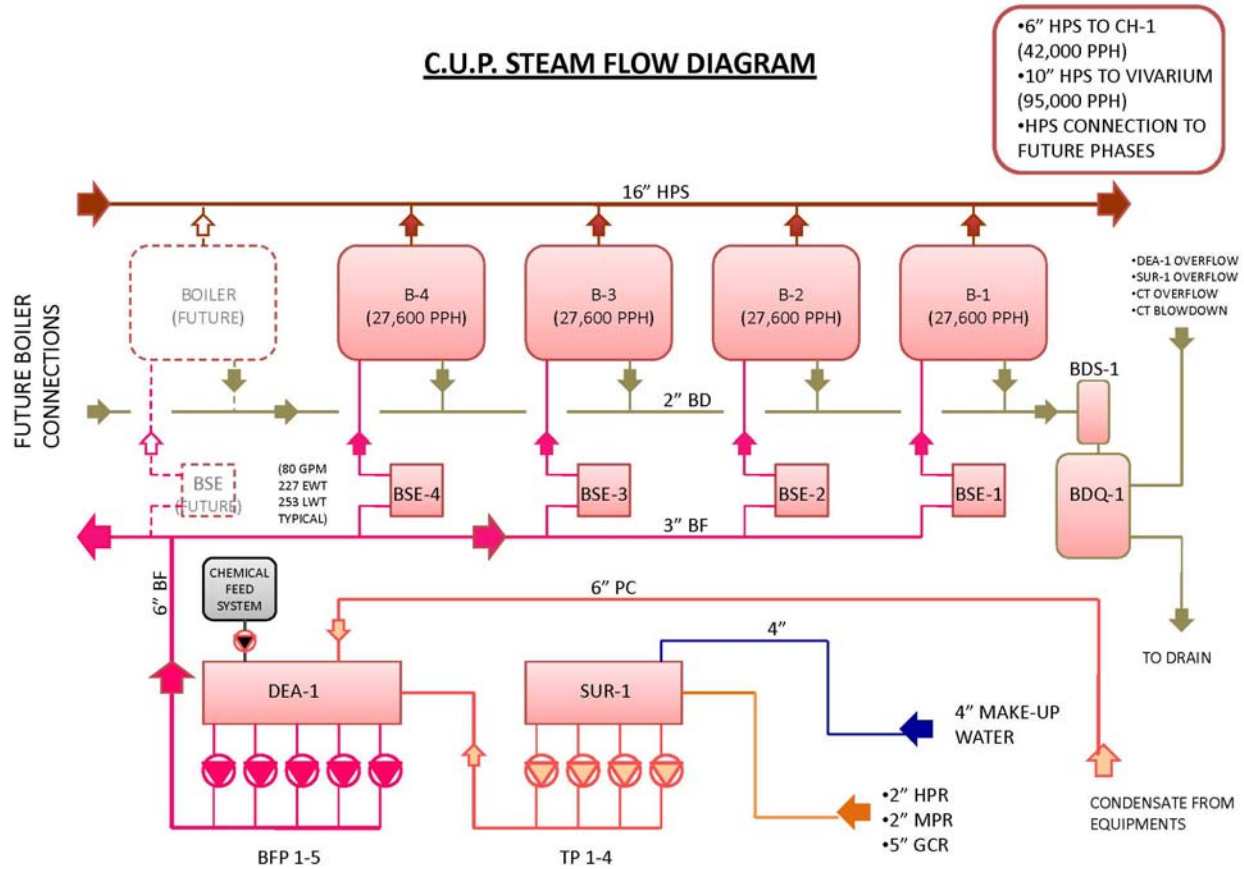 C.U.P. STEAM FLOW DIAGRAM
•6” HPS TO CH-1
(42,000 PPH)
•10” HPS TO VIVARIUM
(95,000 PPH)
•HPS CONNECTION TO
FUTURE PHASES
16” HPS
FUTURE BOILER
CONNECTIONS
BOILER
(FUTURE)
B-4
(27,600 PPH)
B-3
(27,600 PPH)
B-2
(27,600 PPH)
B-1
(27,600 PPH)
•DEA-1 OVERFLOW
•SUR-1 OVERFLOW
•CT OVERFLOW
•CT BLOWDOWN
2” BD
BDS-1
BSE
(FUTURE)
(80 GPM
227 EWT
253 LWT
TYPICAL)
BSE-4
BSE-3
BSE-2
BSE-1
BDQ-1
3” BF
6” BF
CHEMICAL
FEED
SYSTEM
6” PC
4”
TO DRAIN
DEA-1
SUR-1
4” MAKE-UP
WATER
•2” HPR
•2” MPR
•5” GCR
CONDENSATE FROM
EQUIPMENTS
BFP 1-5
TP 1-4